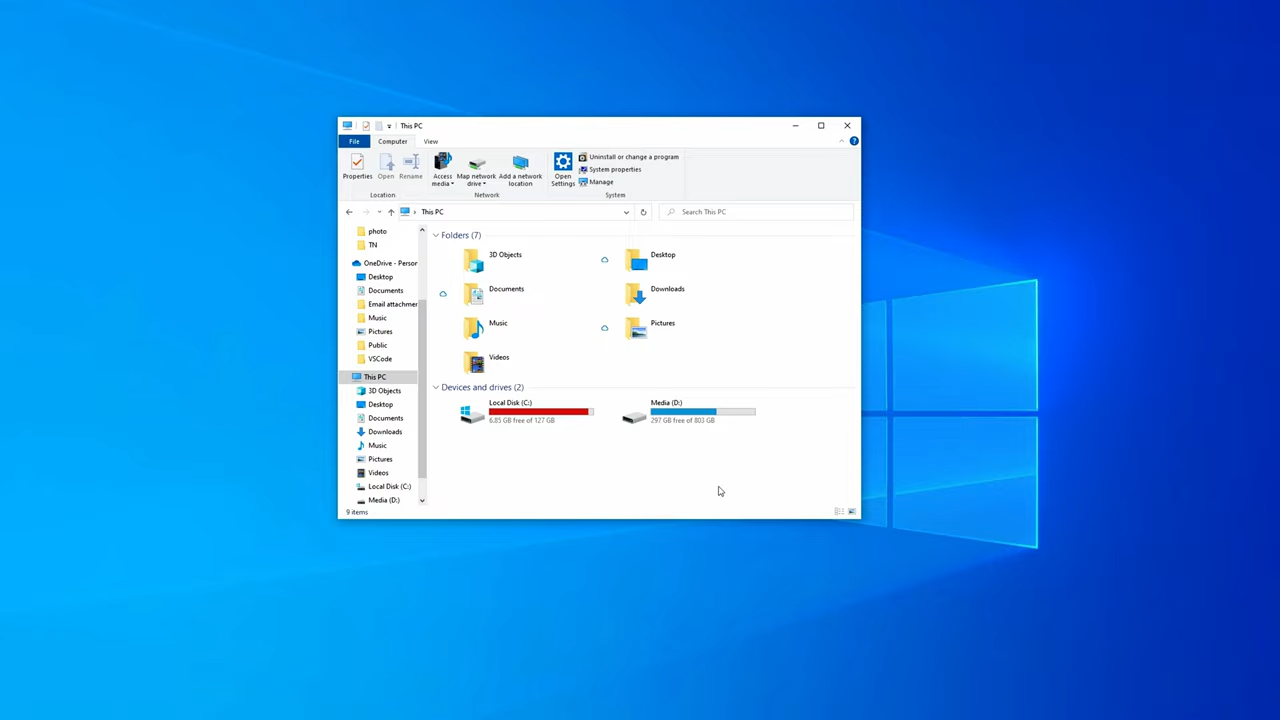 This PC
File Computer View
Properties Open Rename
Location
Access media Map network drive Add a network location
Network
Open Settings
Uninstall or change a program
System properties
Manage
System
This PC
Search This PC
photo
TN
OneDrive - Person
Desktop
Documents
Email attachmen
Music
Pictures
Public
VSCode
This PC
3D Objects
Desktop
Documents
Downloads
Music
Pictures
Videos
Local Disk (C:)
Media (D:)
Folders (7)
3D Objects
Desktop
Documents
Downloads
Music
Pictures
Videos
Devices and drives (2)
Local Disk (C:)
6.85 GB free of 127 GB
Media (D:)
297 GB free of 803 GB
9 items